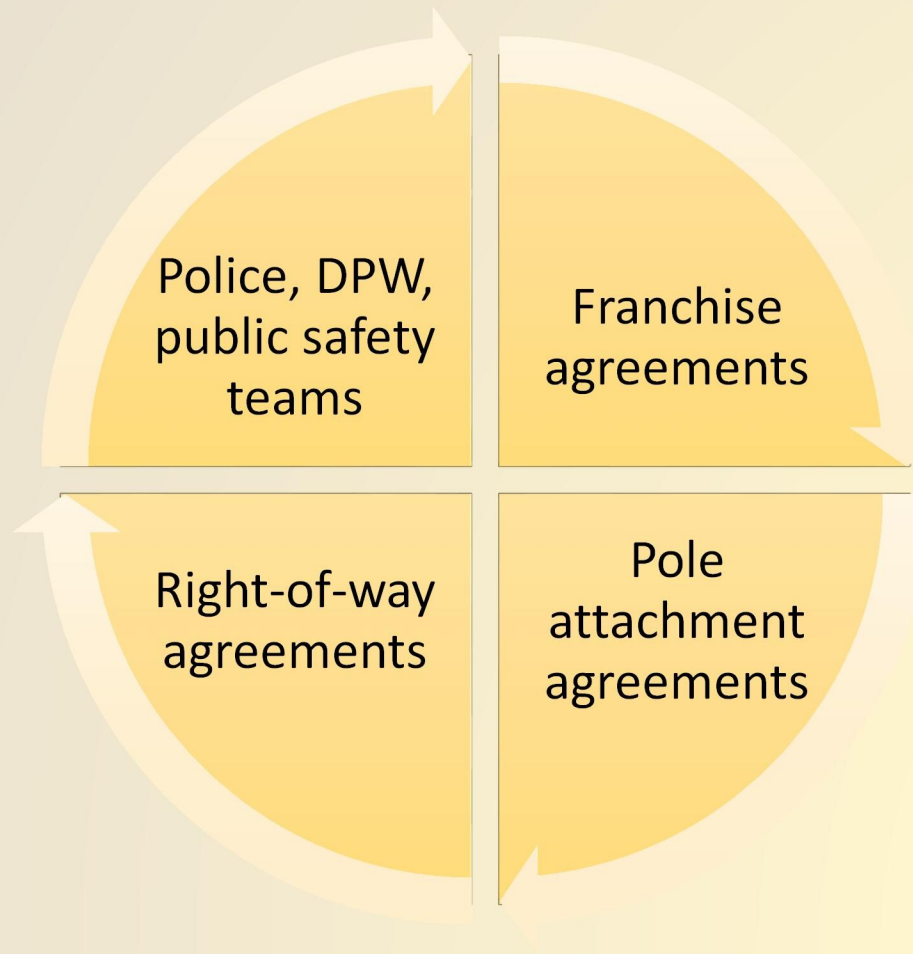 Police, DPW,
public safety
teams
Franchise
agreements
Right-of-way
agreements
Pole
attachment
agreements